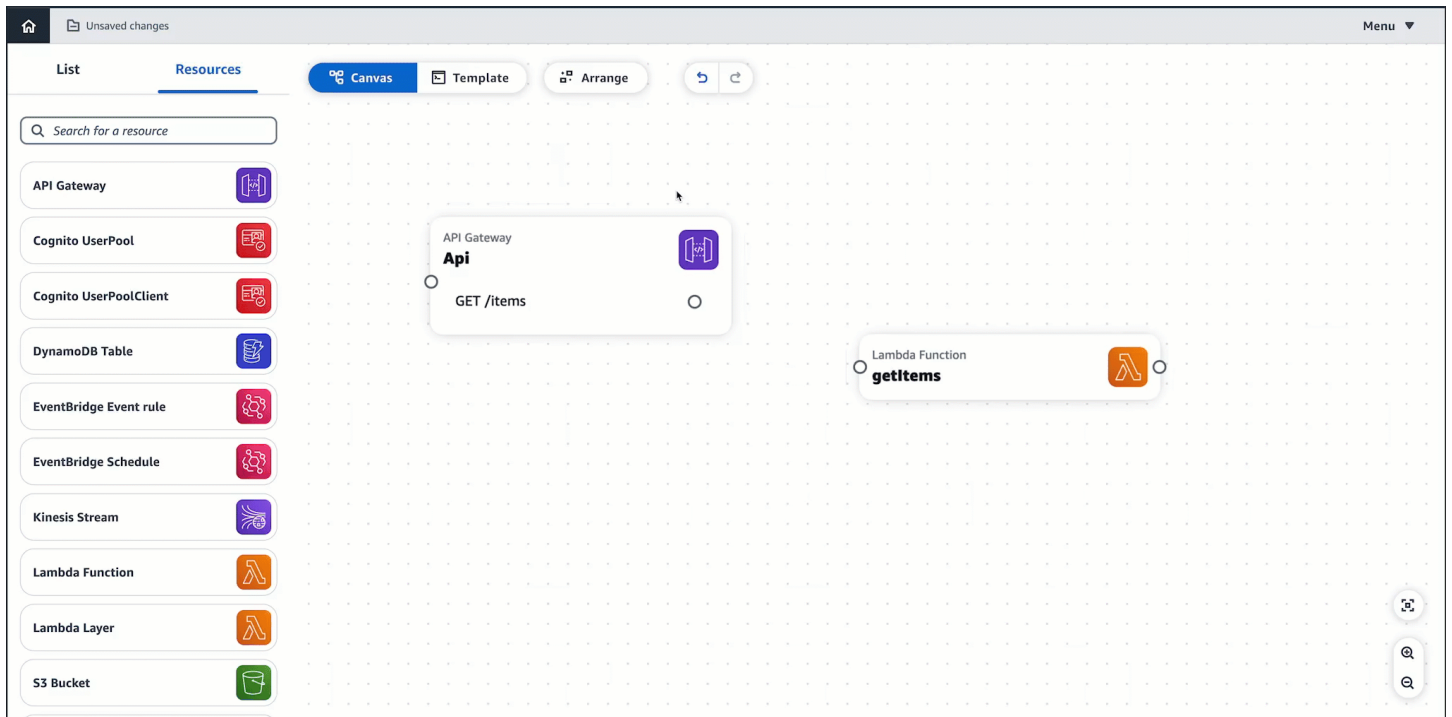 Unsaved changes
Menu
List
Resources
Canvas
Template
Arrange
Search for a resource
API Gateway
Cognito UserPool
Cognito UserPoolClient
DynamoDB Table
EventBridge Event rule
EventBridge Schedule
Kinesis Stream
Lambda Function
Lambda Layer
S3 Bucket
API Gateway
Api
GET /items
Lambda Function
getItems